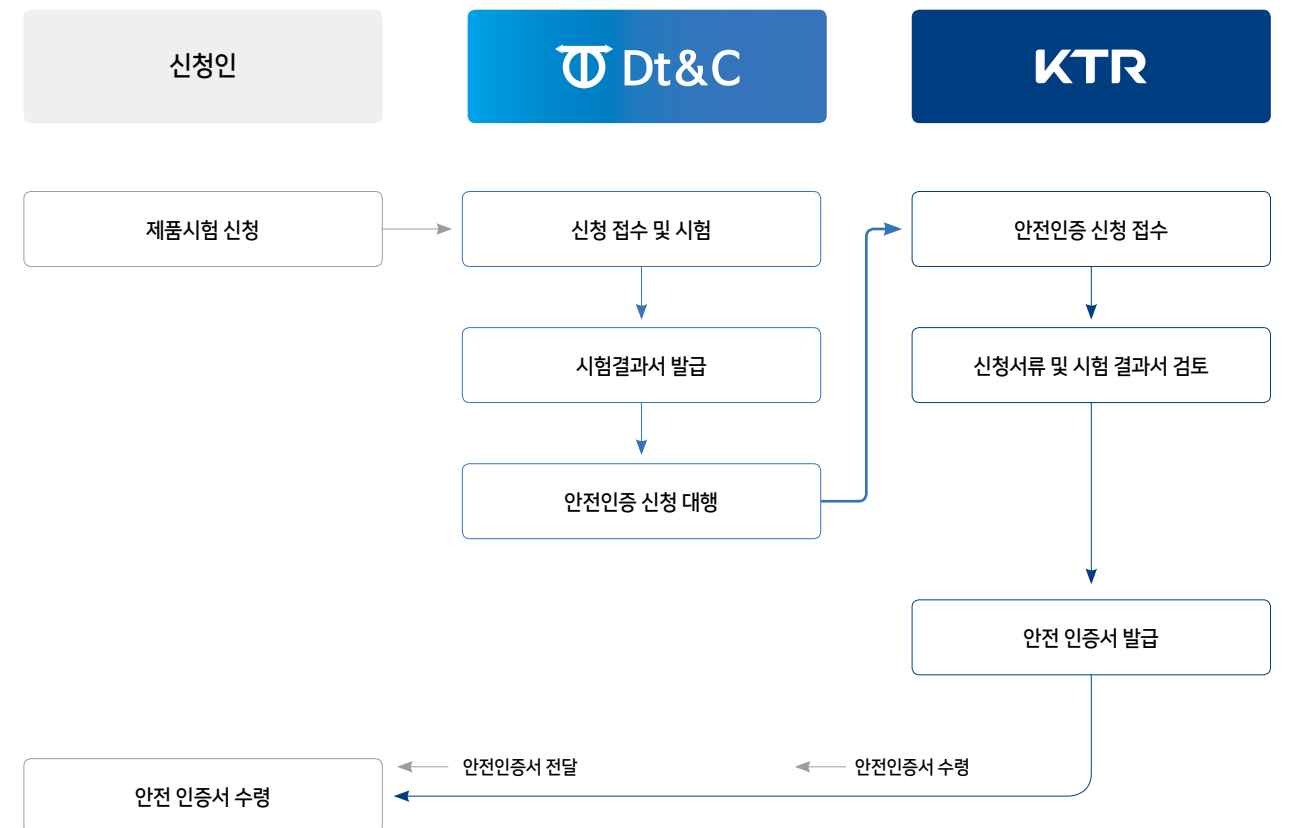 신청인
Dt&C
KTR
제품시험 신청
신청 접수 및 시험
안전인증 신청 접수
시험결과서 발급
신청서류 및 시험 결과서 검토
안전인증 신청 대행
안전 인증서 발급
안전인증서 전달
안전인증서 수령
안전 인증서 수령